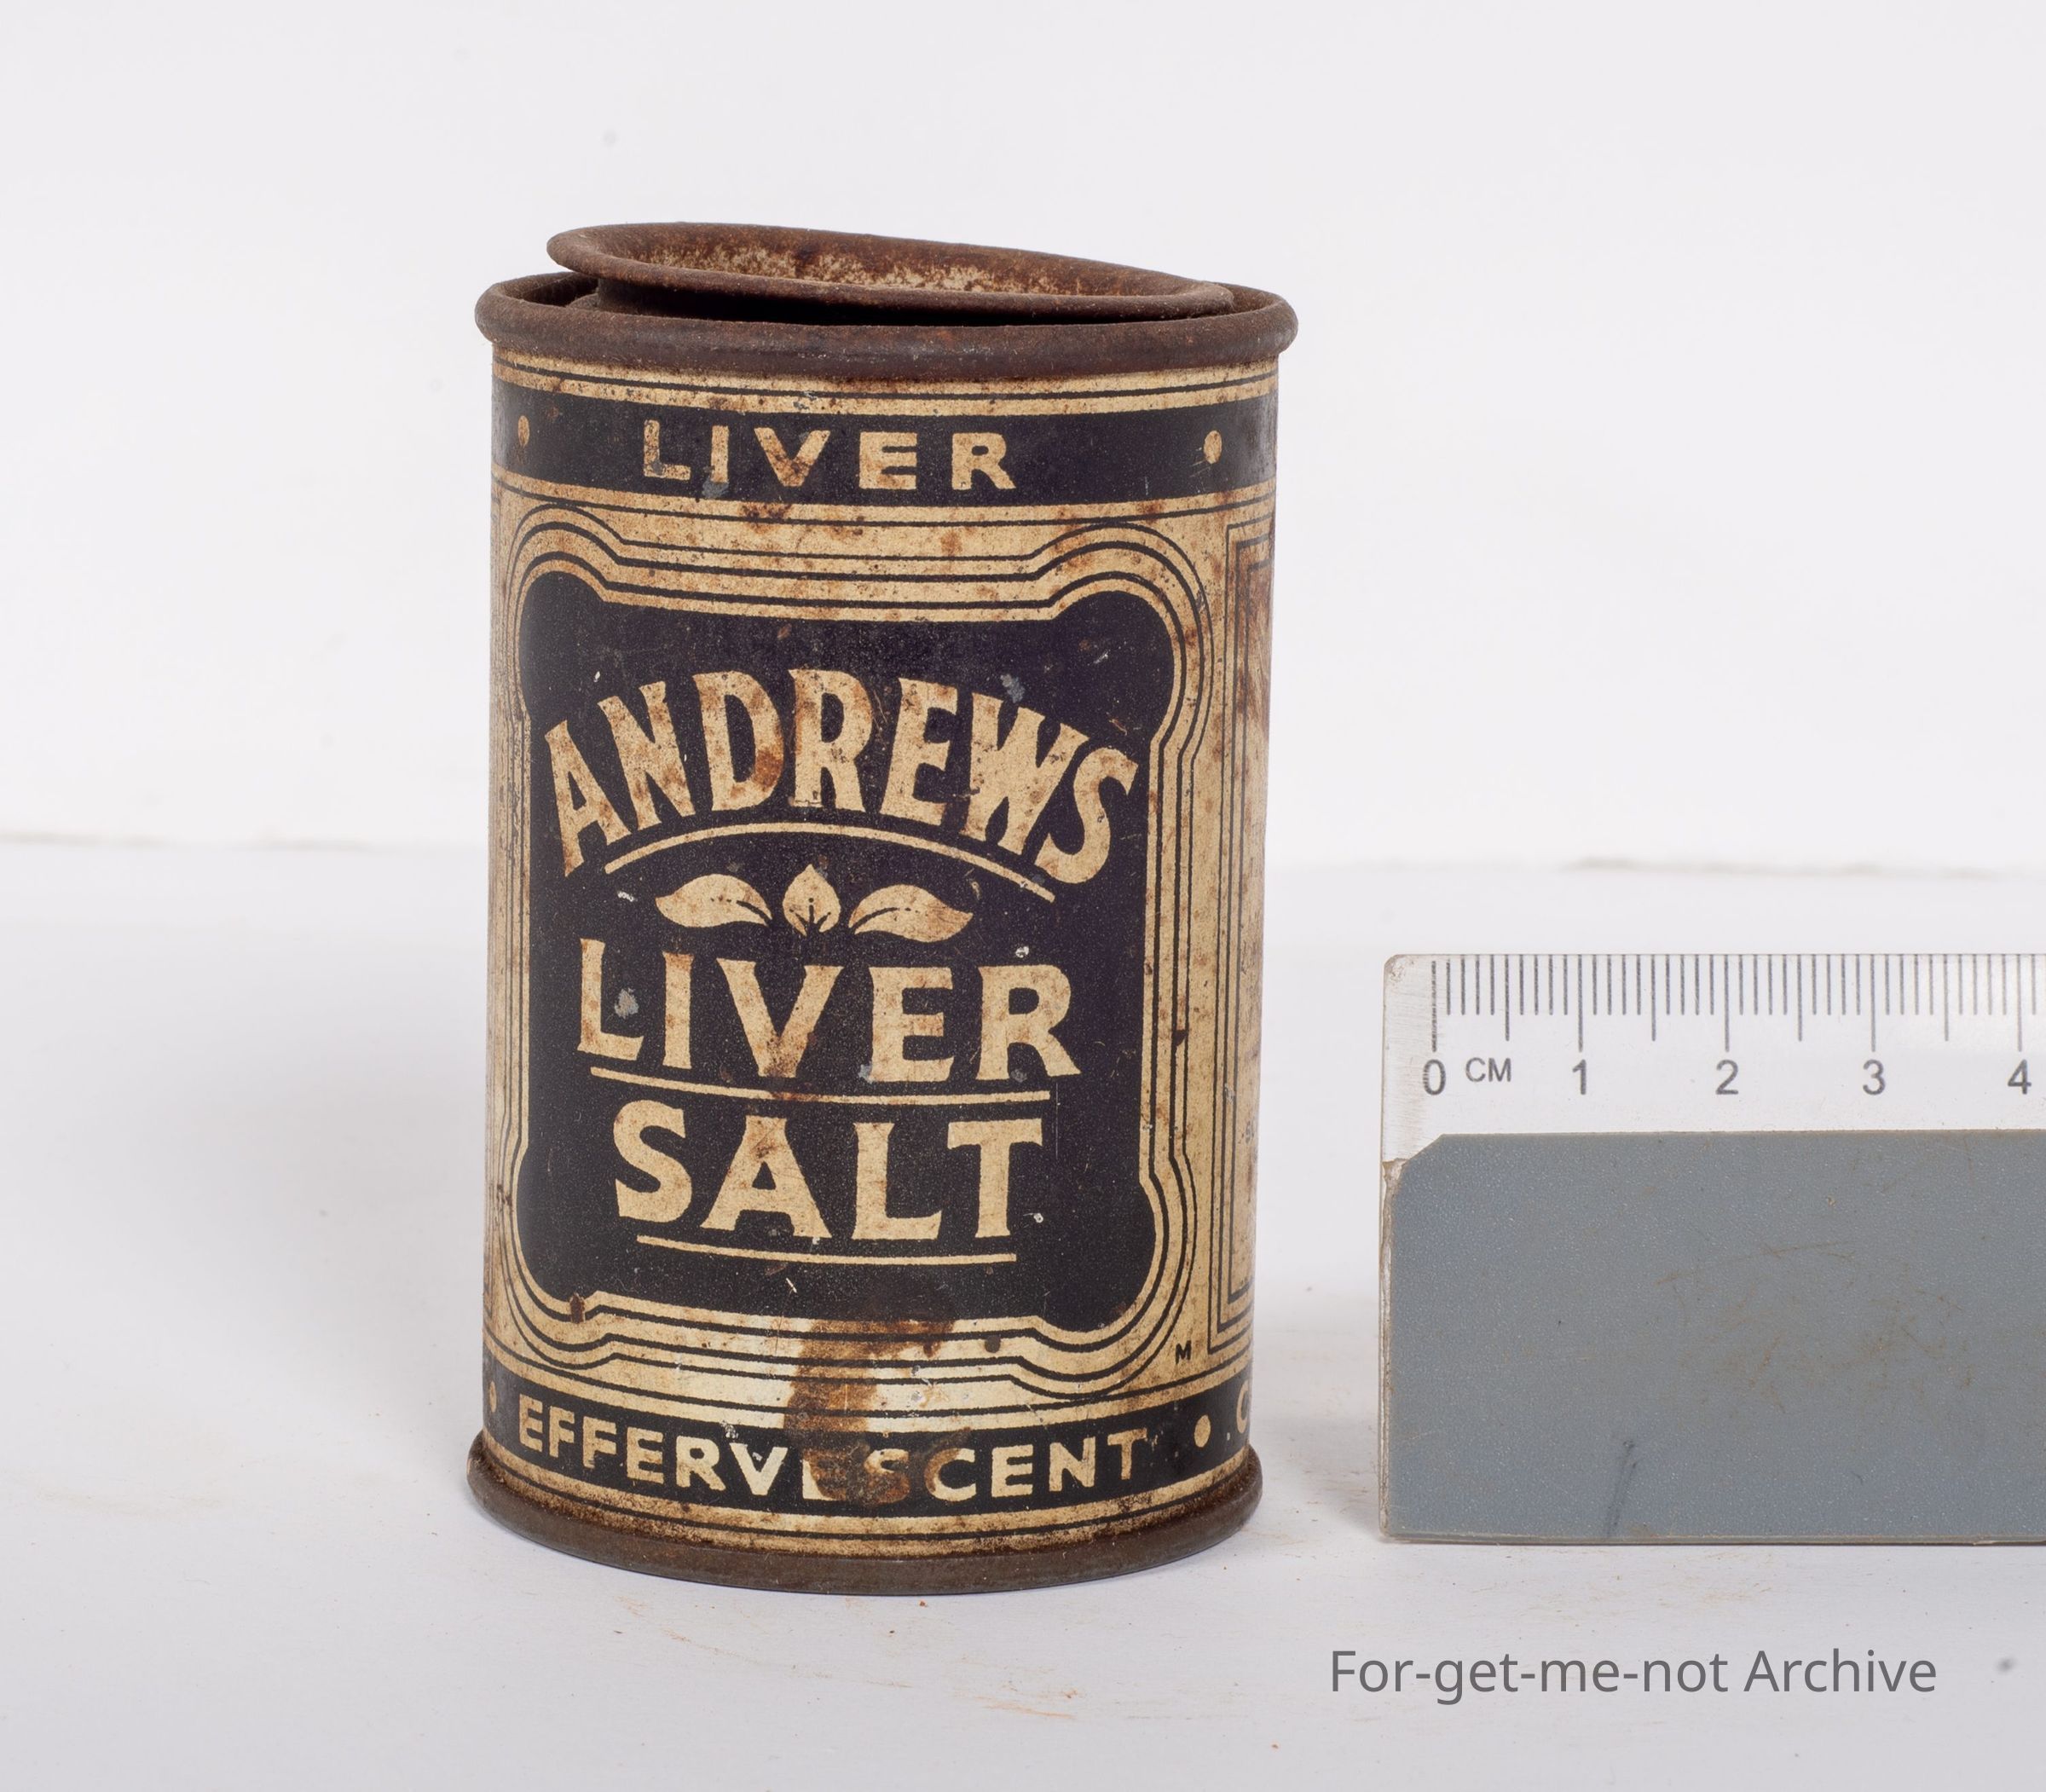 LIVER
ANDREWS
LIVER
SALT
M
• EFFERVESCENT •
0 CM 1 2 3 4
For-get-me-not Archive